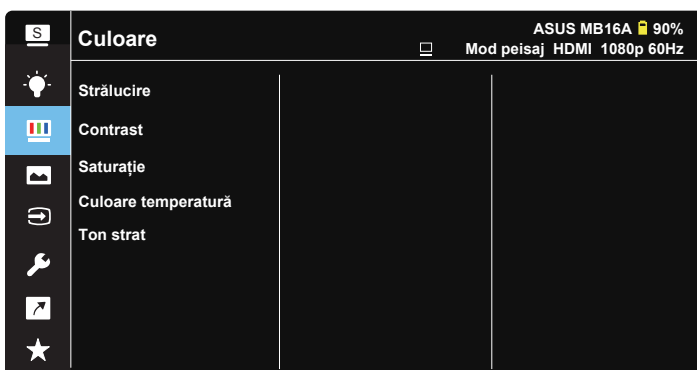 S
Culoare
ASUS MB16A 90%
Mod peisaj HDMI 1080p 60Hz
Strălucire
Contrast
Saturație
Culoare temperatură
Ton strat